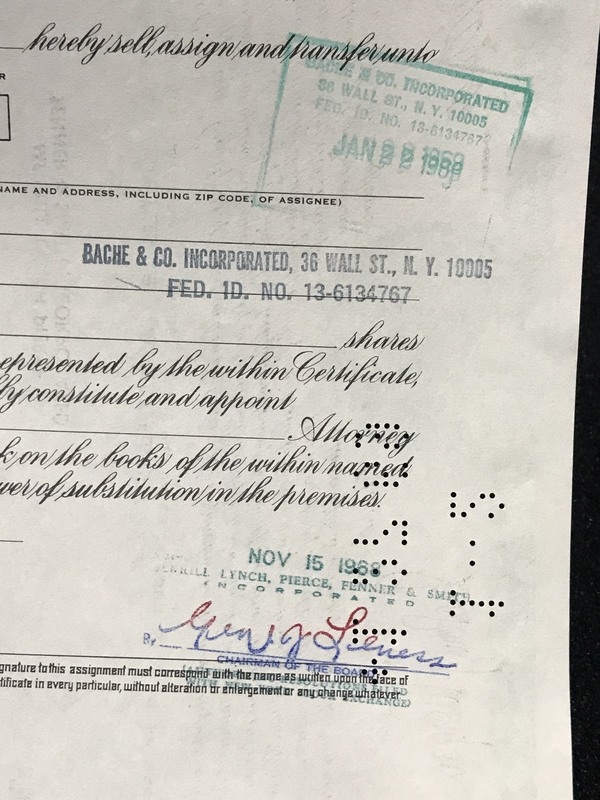 hereby sell, assign and transfer unto
BACHE & CO. INCORPORATED
36 WALL ST., N. Y. 10005
FED. ID. NO. 13-6134767
JAN 22 1969
NAME AND ADDRESS, INCLUDING ZIP CODE, OF ASSIGNEE)
BACHE & CO. INCORPORATED, 36 WALL ST., N. Y. 10005
FED. ID. NO. 13-6134767
shares
epresented by the within Certificate,
ly constitute and appoint
Attorney
k on the books of the within named
wer of substitution in the premises.
NOV 15 1968
MERRILL LYNCH, PIERCE, FENNER & SMITH
INCORPORATED
By
CHAIRMAN OF THE BOARD
gnature to this assignment must correspond with the name as written upon the face of
tificate in every particular, without alteration or enlargement or any change whatever